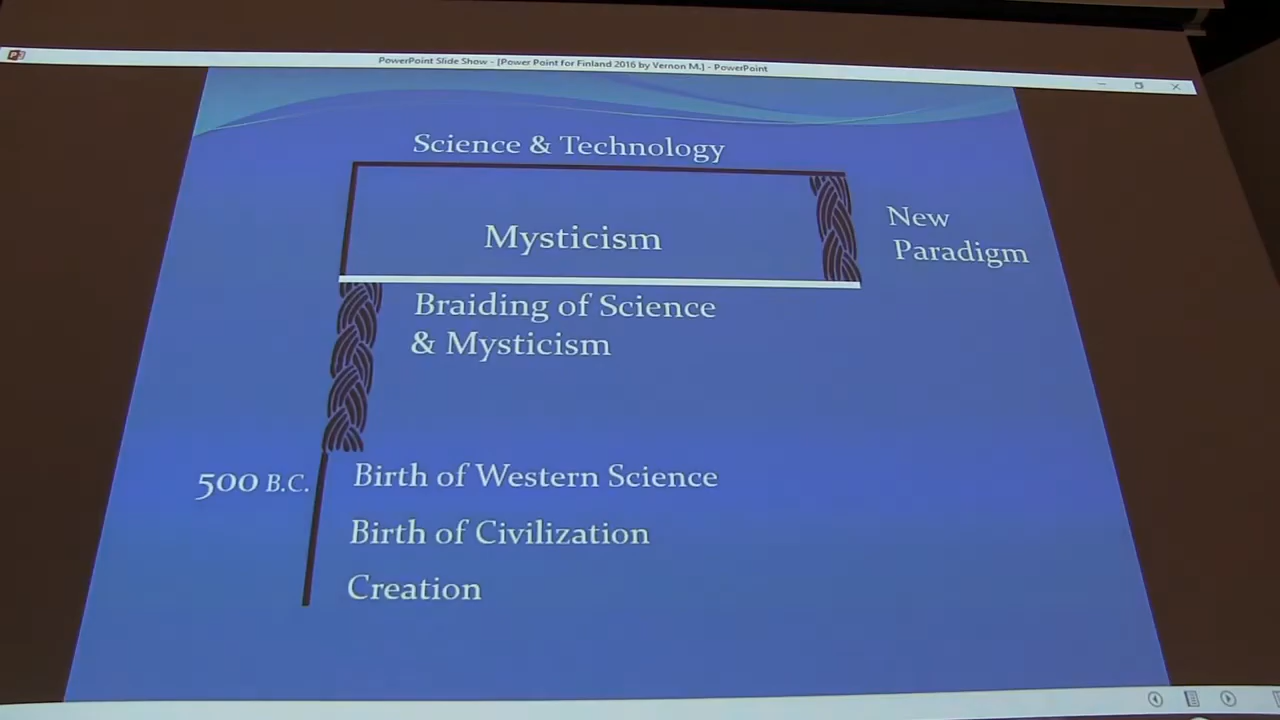 PowerPoint Slide Show - [Power Point for Finland 2016 by Vernon M.] - PowerPoint
Science & Technology
Mysticism
New
Paradigm
Braiding of Science
& Mysticism
500 B.C.
Birth of Western Science
Birth of Civilization
Creation